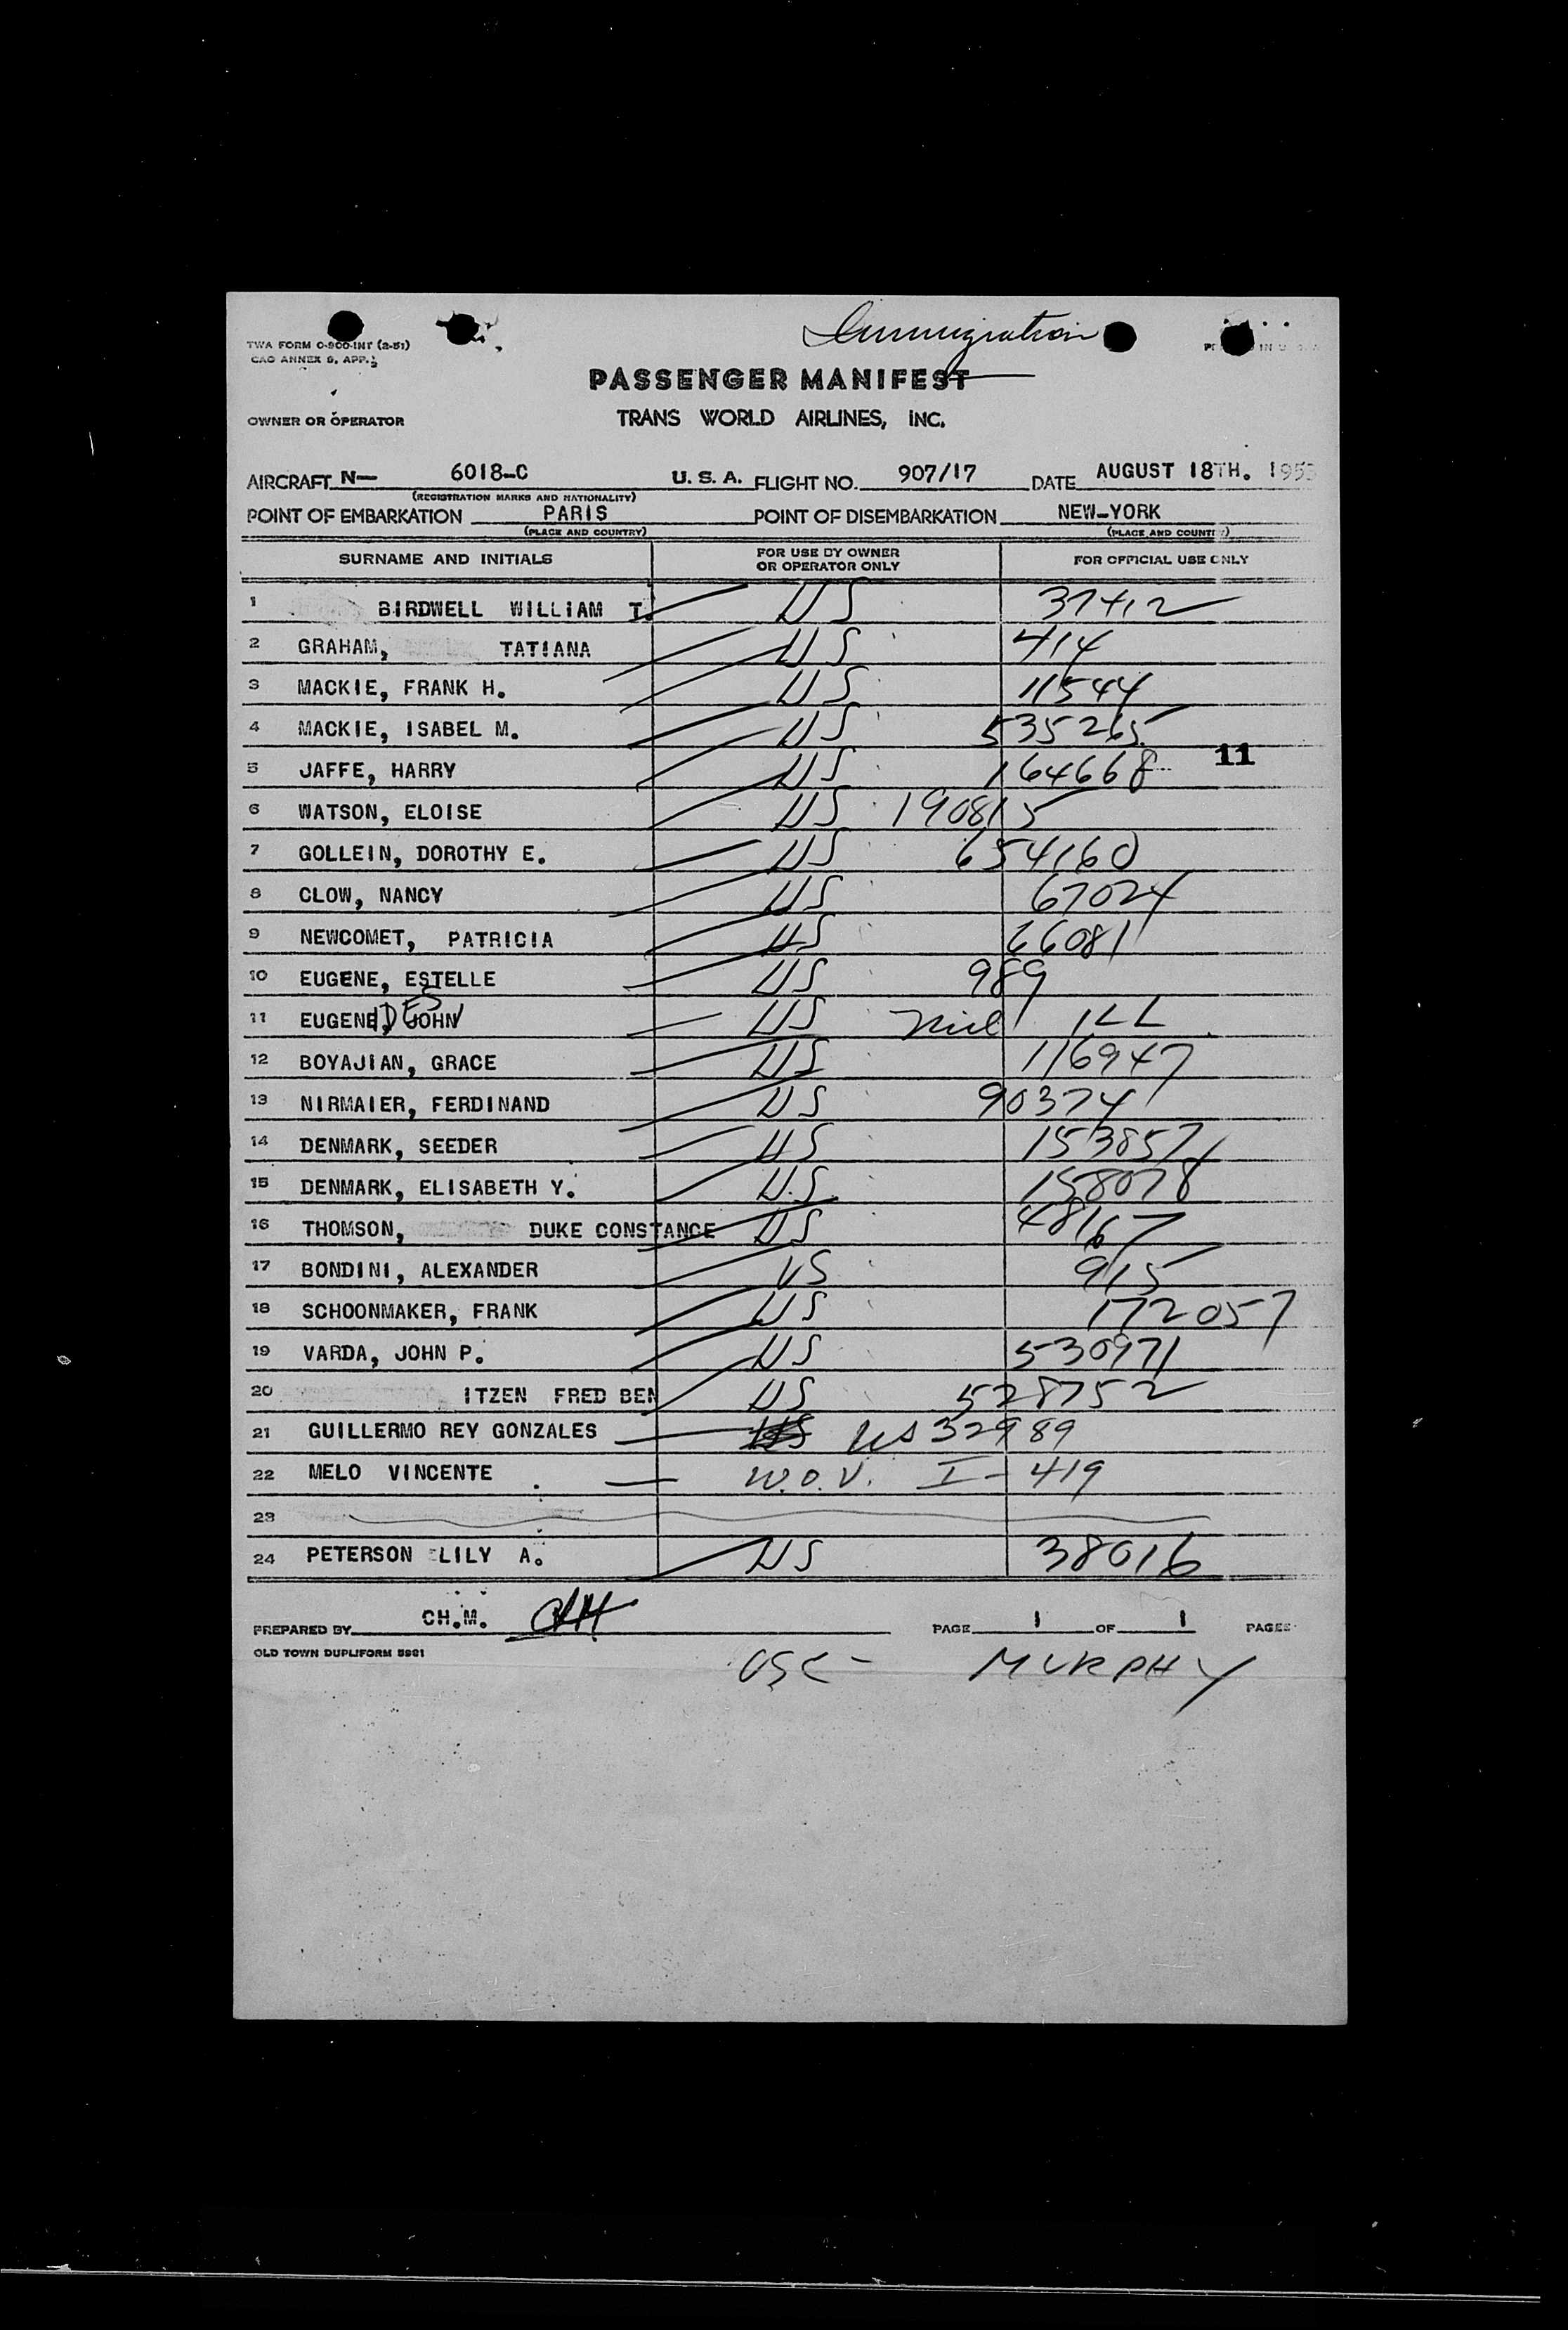 Immigration
TWA FORM O-900-INT (2-51)
CAO ANNEX 9, APP.
PASSENGER MANIFEST
OWNER OR OPERATOR TRANS WORLD AIRLINES, INC.
AIRCRAFT N— 6018-C U. S. A. FLIGHT NO. 907/17 DATE AUGUST 18TH. 1953
(REGISTRATION MARKS AND NATIONALITY)
POINT OF EMBARKATION PARIS POINT OF DISEMBARKATION NEW-YORK
(PLACE AND COUNTRY) (PLACE AND COUNTRY)
SURNAME AND INITIALS FOR USE BY OWNER OR OPERATOR ONLY FOR OFFICIAL USE ONLY
1 BIRDWELL WILLIAM T. US 37412
2 GRAHAM, TATIANA US 414
3 MACKIE, FRANK H. US 11544
4 MACKIE, ISABEL M. US 535265
5 JAFFE, HARRY US 164668 11
6 WATSON, ELOISE US 190815
7 GOLLEIN, DOROTHY E. US 654160
8 CLOW, NANCY US 67024
9 NEWCOMET, PATRICIA US 66081
10 EUGENE, ESTELLE US 989
11 EUGENIDES JOHN US Mil ILL
12 BOYAJIAN, GRACE US 116947
13 NIRMAIER, FERDINAND US 90374
14 DENMARK, SEEDER US 153857
15 DENMARK, ELISABETH Y. U.S. 158078
16 THOMSON, DUKE CONSTANCE US 48167
17 BONDINI, ALEXANDER US 915
18 SCHOONMAKER, FRANK US 172057
19 VARDA, JOHN P. US 530971
20 ITZEN FRED BEN US 528752
21 GUILLERMO REY GONZALES US 32989
22 MELO VINCENTE W.O.V. I-419
23
24 PETERSON LILY A. US 38016
PREPARED BY CH.M. PAGE 1 OF 1 PAGES
OLD TOWN DUPLIFORM 5981
USC - MURPHY